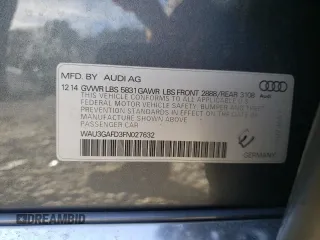 MFD. BY AUDI AG
12 14 GVWR LBS 5831 GAWR LBS FRONT 2888/REAR 3108
THIS VEHICLE CONFORMS TO ALL APPLICABLE U.S.
FEDERAL MOTOR VEHICLE SAFETY, BUMPER, AND THEFT
PREVENTION STANDARDS IN EFFECT ON THE DATE OF
MANUFACTURE SHOWN ABOVE
PASSENGER CAR
WAU3GAFD3FN027632
GERMANY
DREAMBID